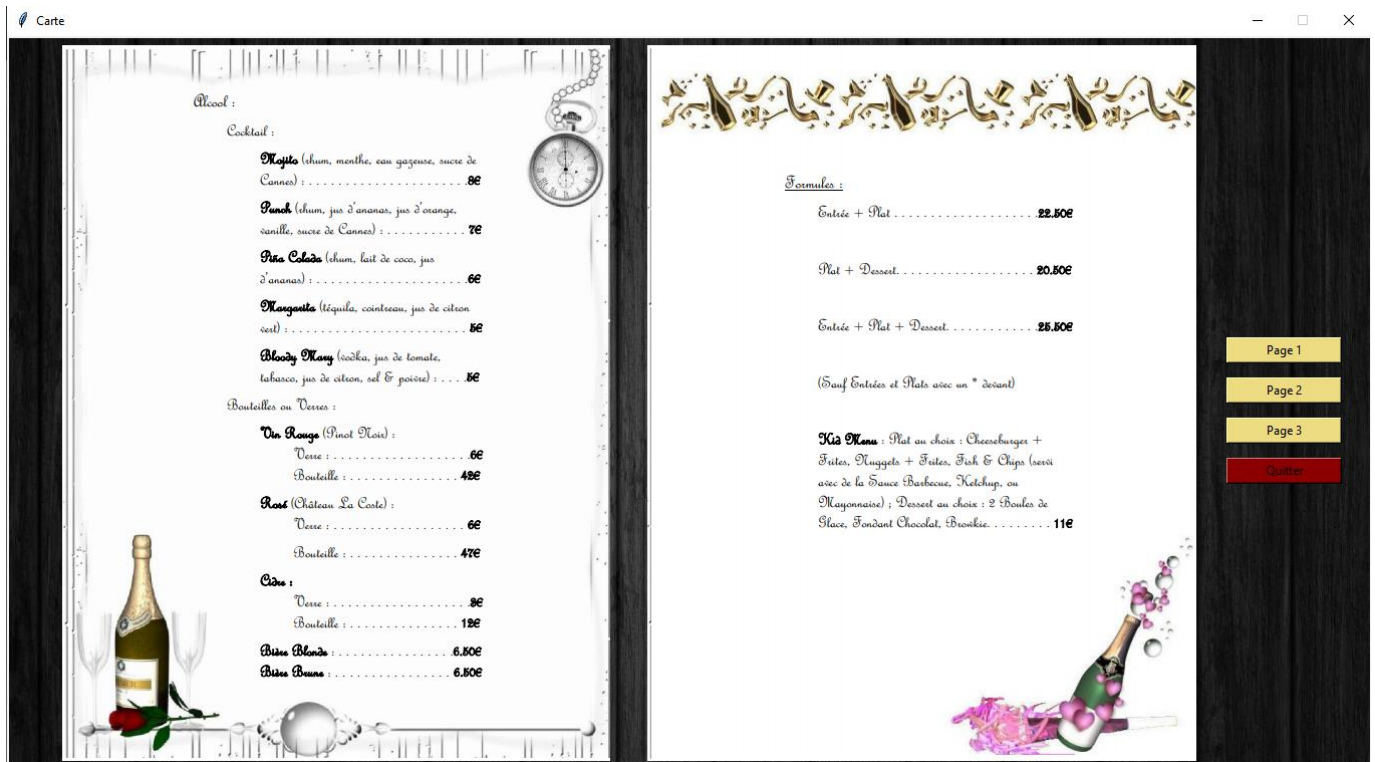 Carte
Alcool :
Cocktail :
Mojito (rhum, menthe, eau gazeuse, sucre de
Cannes) : . . . . . . . . . . . . . . . . . . . . . .8€
Punch (rhum, jus d'ananas, jus d'orange,
vanille, sucre de Cannes) : . . . . . . . . . . . 7€
Piña Colada (rhum, lait de coco, jus
d'ananas) : . . . . . . . . . . . . . . . . . . . . .6€
Margarita (téquila, cointreau, jus de citron
vert) : . . . . . . . . . . . . . . . . . . . . . . . . 5€
Bloody Mary (vodka, jus de tomate,
tabasco, jus de citron, sel & poivre) : . . . .5€
Bouteilles ou Verres :
Vin Rouge (Pinot Noir) :
Verre : . . . . . . . . . . . . . . . . . . .6€
Bouteille : . . . . . . . . . . . . . . . 42€
Rosé (Château La Coste) :
Verre : . . . . . . . . . . . . . . . . . . 6€
Bouteille : . . . . . . . . . . . . . . . 47€
Cidre :
Verre : . . . . . . . . . . . . . . . . . . .3€
Bouteille : . . . . . . . . . . . . . . . 12€
Bière Blonde : . . . . . . . . . . . . . . . .6.50€
Bière Brune : . . . . . . . . . . . . . . . . 6.50€
Formules :
Entrée + Plat . . . . . . . . . . . . . . . . . . . .22.50€
Plat + Dessert. . . . . . . . . . . . . . . . . . . 20.50€
Entrée + Plat + Dessert. . . . . . . . . . . . .25.50€
(Sauf Entrées et Plats avec un * devant)
Kid Menu : Plat au choix : Cheeseburger +
Frites, Nuggets + Frites, Fish & Chips (servi
avec de la Sauce Barbecue, Ketchup, ou
Mayonnaise) ; Dessert au choix : 2 Boules de
Glace, Fondant Chocolat, Browkie. . . . . . . . . 11€
Page 1
Page 2
Page 3
Quitter